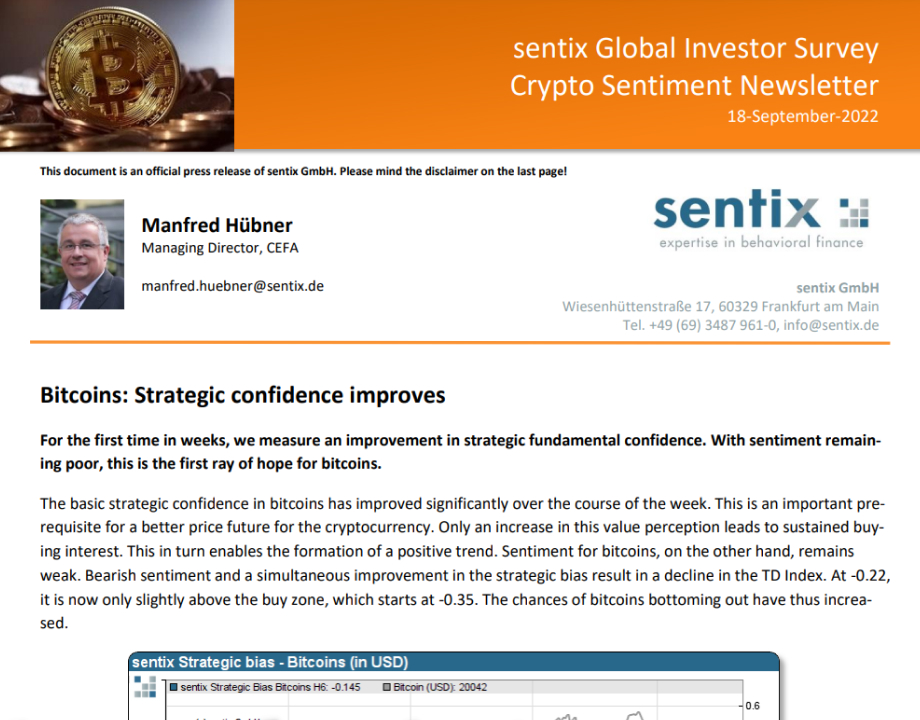 sentix Global Investor Survey
Crypto Sentiment Newsletter
18-September-2022
This document is an official press release of sentix GmbH. Please mind the disclaimer on the last page!
Manfred Hübner
Managing Director, CEFA
manfred.huebner@sentix.de
sentix
expertise in behavioral finance
sentix GmbH
Wiesenhüttenstraße 17, 60329 Frankfurt am Main
Tel. +49 (69) 3487 961-0, info@sentix.de
Bitcoins: Strategic confidence improves
For the first time in weeks, we measure an improvement in strategic fundamental confidence. With sentiment remain-
ing poor, this is the first ray of hope for bitcoins.
The basic strategic confidence in bitcoins has improved significantly over the course of the week. This is an important pre-
requisite for a better price future for the cryptocurrency. Only an increase in this value perception leads to sustained buy-
ing interest. This in turn enables the formation of a positive trend. Sentiment for bitcoins, on the other hand, remains
weak. Bearish sentiment and a simultaneous improvement in the strategic bias result in a decline in the TD Index. At -0.22,
it is now only slightly above the buy zone, which starts at -0.35. The chances of bitcoins bottoming out have thus increa-
sed.
sentix Strategic bias - Bitcoins (in USD)
sentix Strategic Bias Bitcoins H6: -0.145 Bitcoin (USD): 20042
0.6